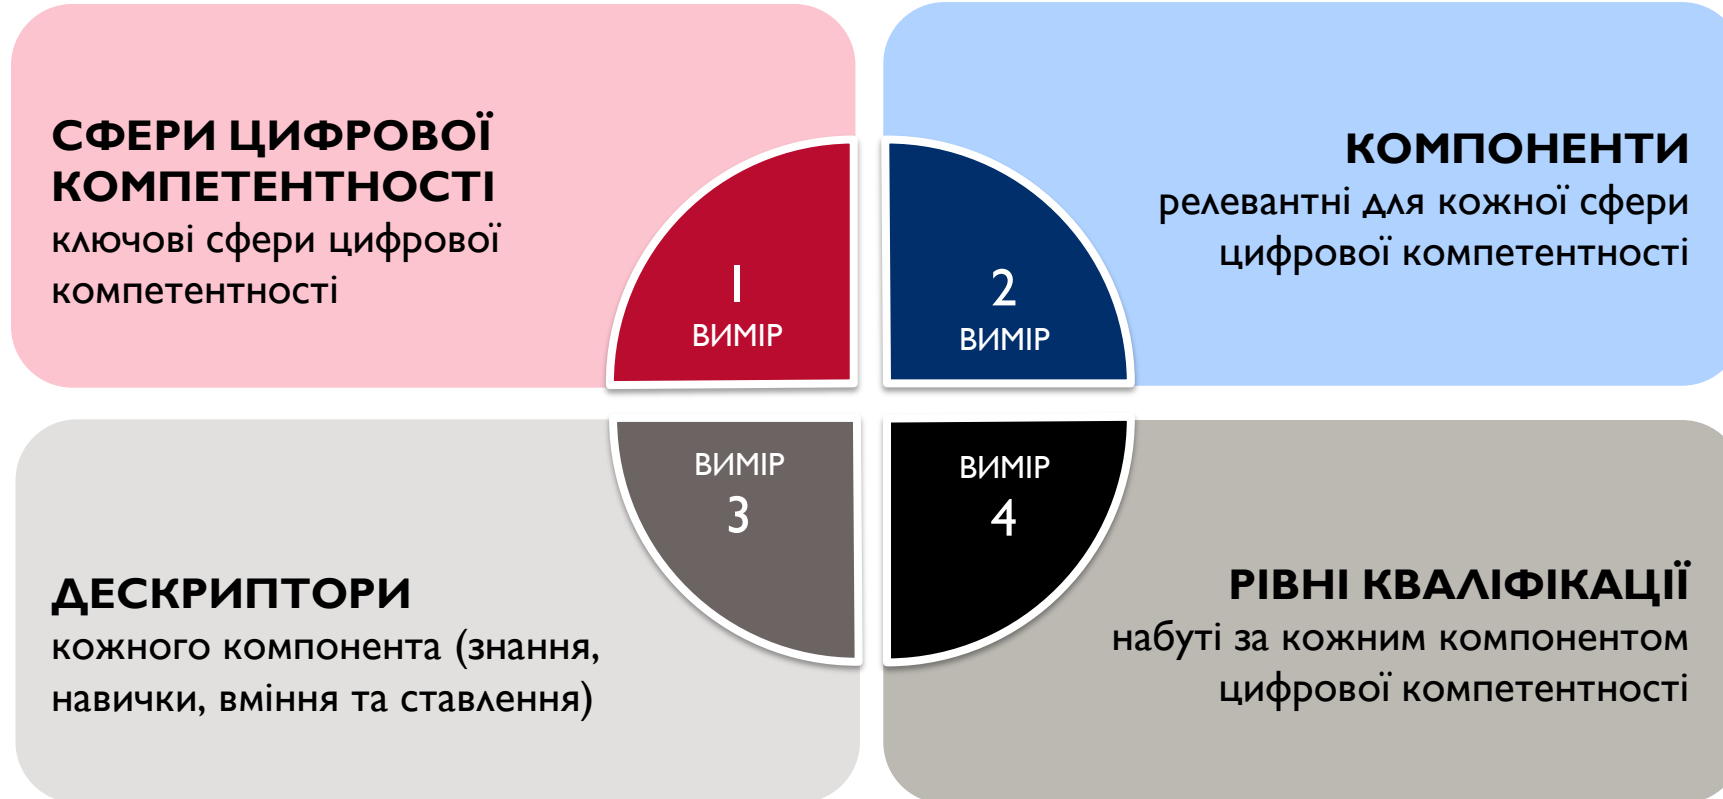 СФЕРИ ЦИФРОВОЇ
КОМПЕТЕНТНОСТІ
ключові сфери цифрової
компетентності
1
ВИМІР
КОМПОНЕНТИ
релевантні для кожної сфери
цифрової компетентності
2
ВИМІР
ВИМІР
3
ДЕСКРИПТОРИ
кожного компонента (знання,
навички, вміння та ставлення)
ВИМІР
4
РІВНІ КВАЛІФІКАЦІЇ
набуті за кожним компонентом
цифрової компетентності